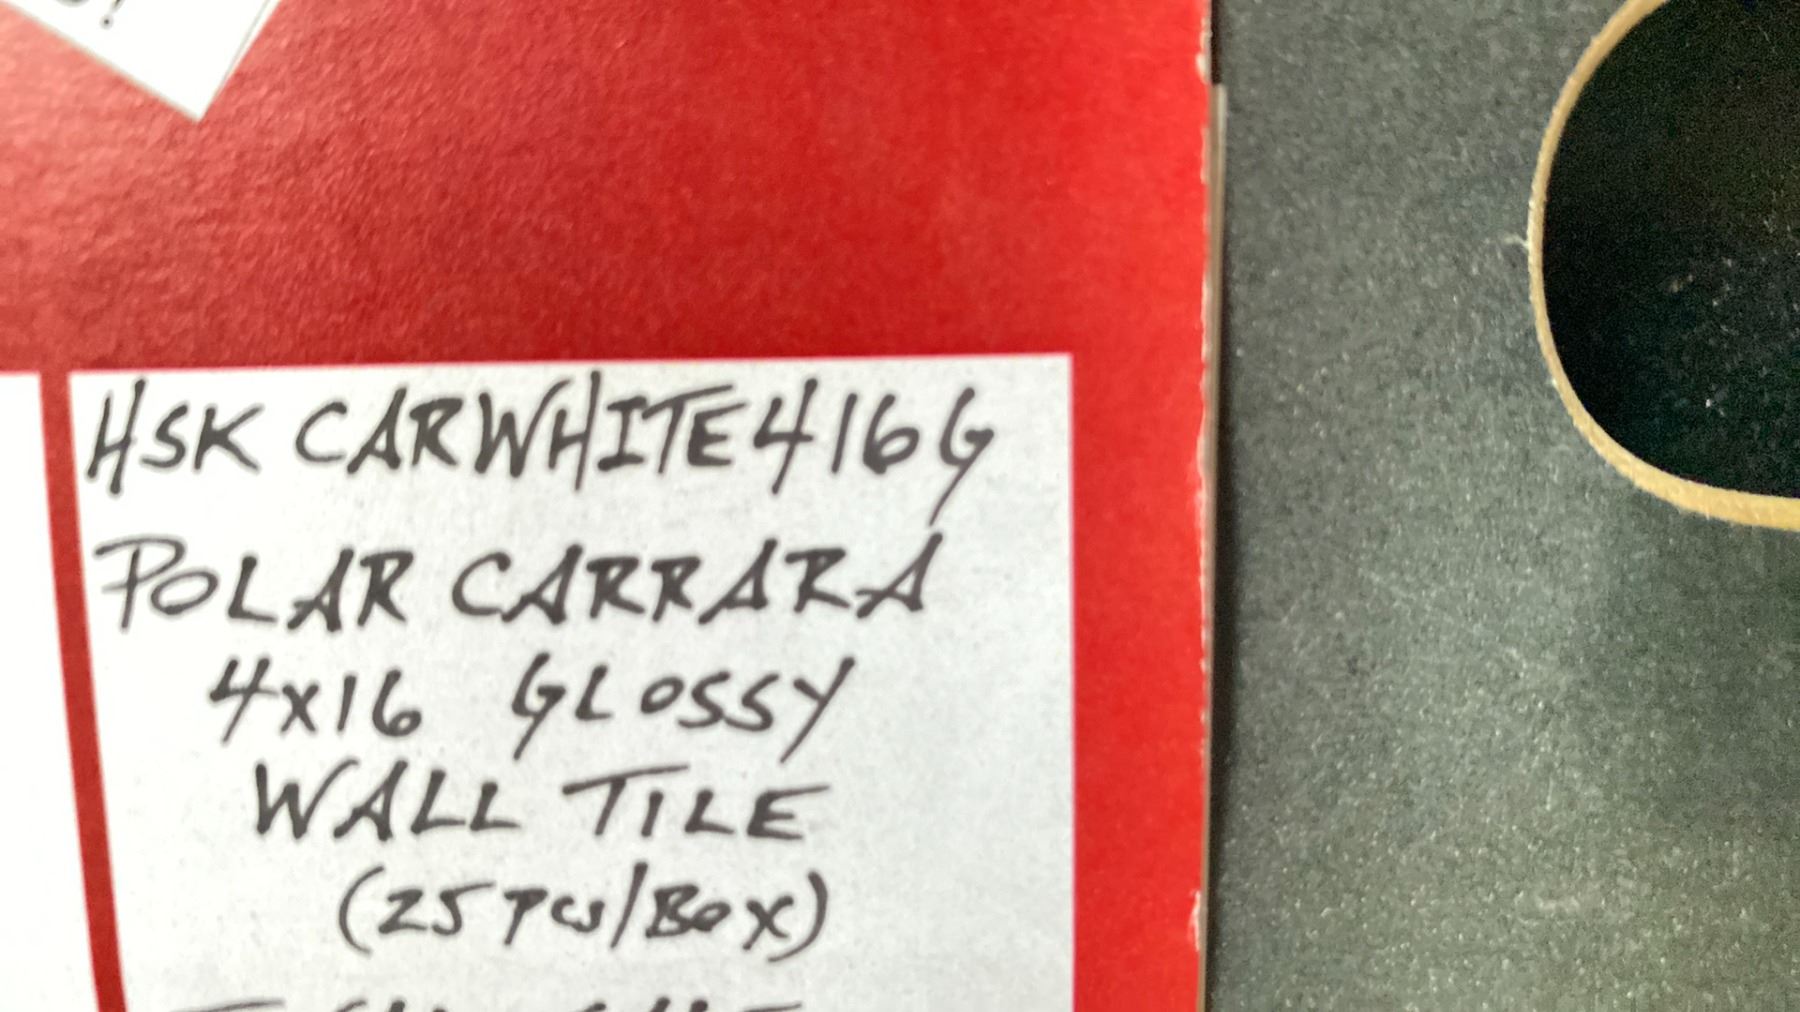 HSK CARWHITE416G
POLAR CARRARA
4x16 GLOSSY
WALL TILE
(25 PCS/BOX)